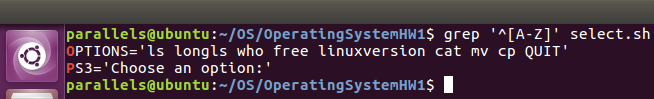 parallels@ubuntu:~/OS/OperatingSystemHW1$ grep '^[A-Z]' select.sh
OPTIONS='ls longls who free linuxversion cat mv cp QUIT'
PS3='Choose an option:'
parallels@ubuntu:~/OS/OperatingSystemHW1$